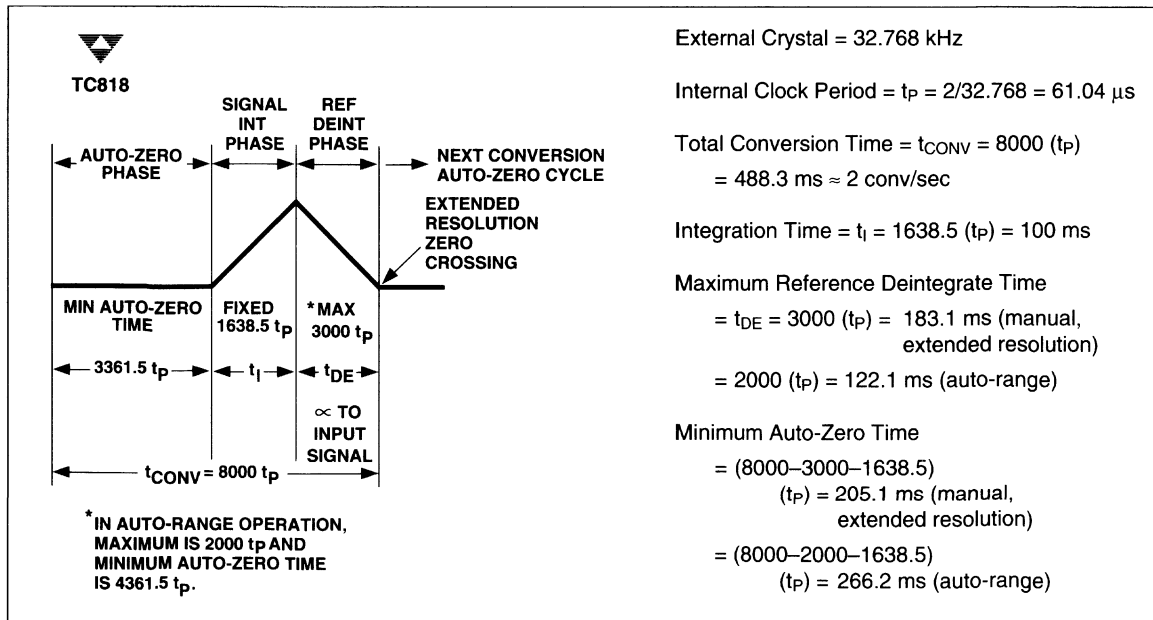 TC818
SIGNAL
INT
PHASE
REF
DEINT
PHASE
AUTO-ZERO
PHASE
NEXT CONVERSION
AUTO-ZERO CYCLE
EXTENDED
RESOLUTION
ZERO
CROSSING
MIN AUTO-ZERO
TIME
FIXED
1638.5 tP
*MAX
3000 tP
3361.5 tP
tI
tDE
∝ TO
INPUT
SIGNAL
tCONV = 8000 tP
*IN AUTO-RANGE OPERATION,
MAXIMUM IS 2000 tP AND
MINIMUM AUTO-ZERO TIME
IS 4361.5 tP.
External Crystal = 32.768 kHz
Internal Clock Period = tP = 2/32.768 = 61.04 μs
Total Conversion Time = tCONV = 8000 (tP)
= 488.3 ms ≈ 2 conv/sec
Integration Time = tI = 1638.5 (tP) = 100 ms
Maximum Reference Deintegrate Time
= tDE = 3000 (tP) = 183.1 ms (manual,
extended resolution)
= 2000 (tP) = 122.1 ms (auto-range)
Minimum Auto-Zero Time
= (8000–3000–1638.5)
(tP) = 205.1 ms (manual,
extended resolution)
= (8000–2000–1638.5)
(tP) = 266.2 ms (auto-range)